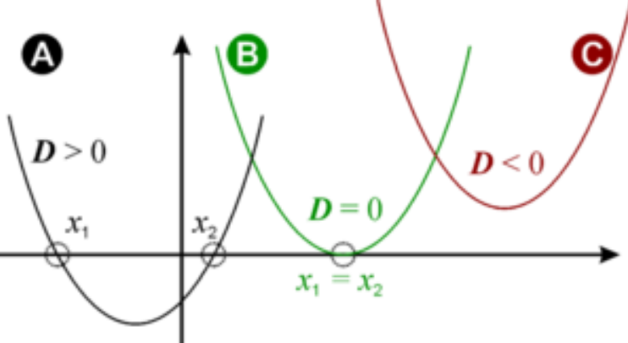 A
B
C
D > 0
D < 0
x₁
x₂
D = 0
x₁ = x₂